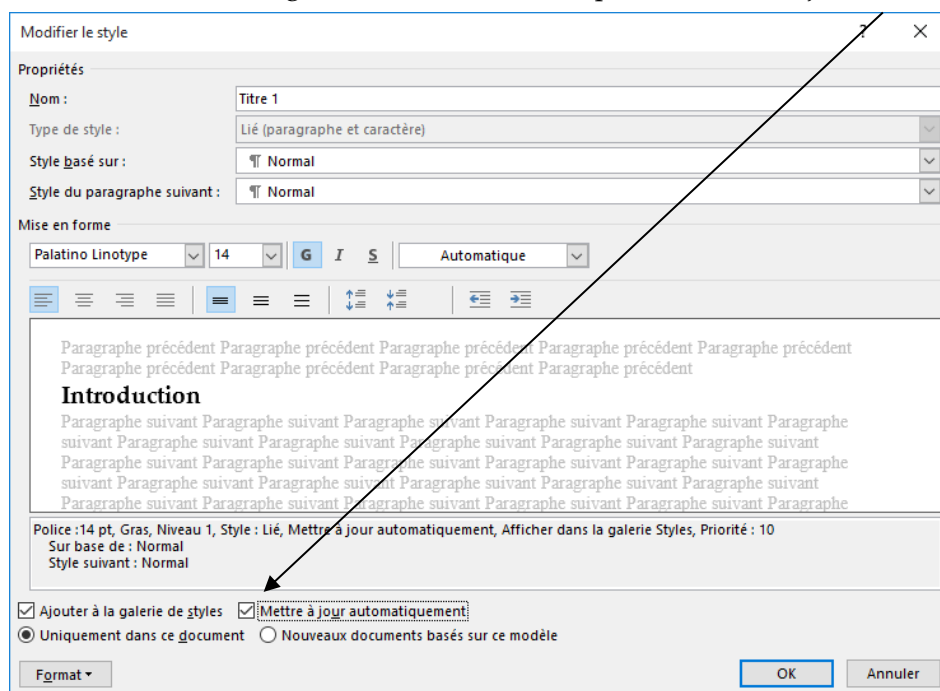 Modifier le style ? ×
Propriétés
Nom : Titre 1
Type de style : Lié (paragraphe et caractère)
Style basé sur : ¶ Normal
Style du paragraphe suivant : ¶ Normal
Mise en forme
Palatino Linotype 14 G I S Automatique
Paragraphe précédent Paragraphe précédent Paragraphe précédent Paragraphe précédent Paragraphe précédent
Paragraphe précédent Paragraphe précédent Paragraphe précédent Paragraphe précédent
Introduction
Paragraphe suivant Paragraphe suivant Paragraphe suivant Paragraphe suivant Paragraphe suivant Paragraphe
suivant Paragraphe suivant Paragraphe suivant Paragraphe suivant Paragraphe suivant Paragraphe suivant
Paragraphe suivant Paragraphe suivant Paragraphe suivant Paragraphe suivant Paragraphe suivant Paragraphe
suivant Paragraphe suivant Paragraphe suivant Paragraphe suivant Paragraphe suivant Paragraphe suivant
Paragraphe suivant Paragraphe suivant Paragraphe suivant Paragraphe suivant Paragraphe suivant Paragraphe
Police :14 pt, Gras, Niveau 1, Style : Lié, Mettre à jour automatiquement, Afficher dans la galerie Styles, Priorité : 10
Sur base de : Normal
Style suivant : Normal
Ajouter à la galerie de styles Mettre à jour automatiquement
Uniquement dans ce document Nouveaux documents basés sur ce modèle
Format OK Annuler